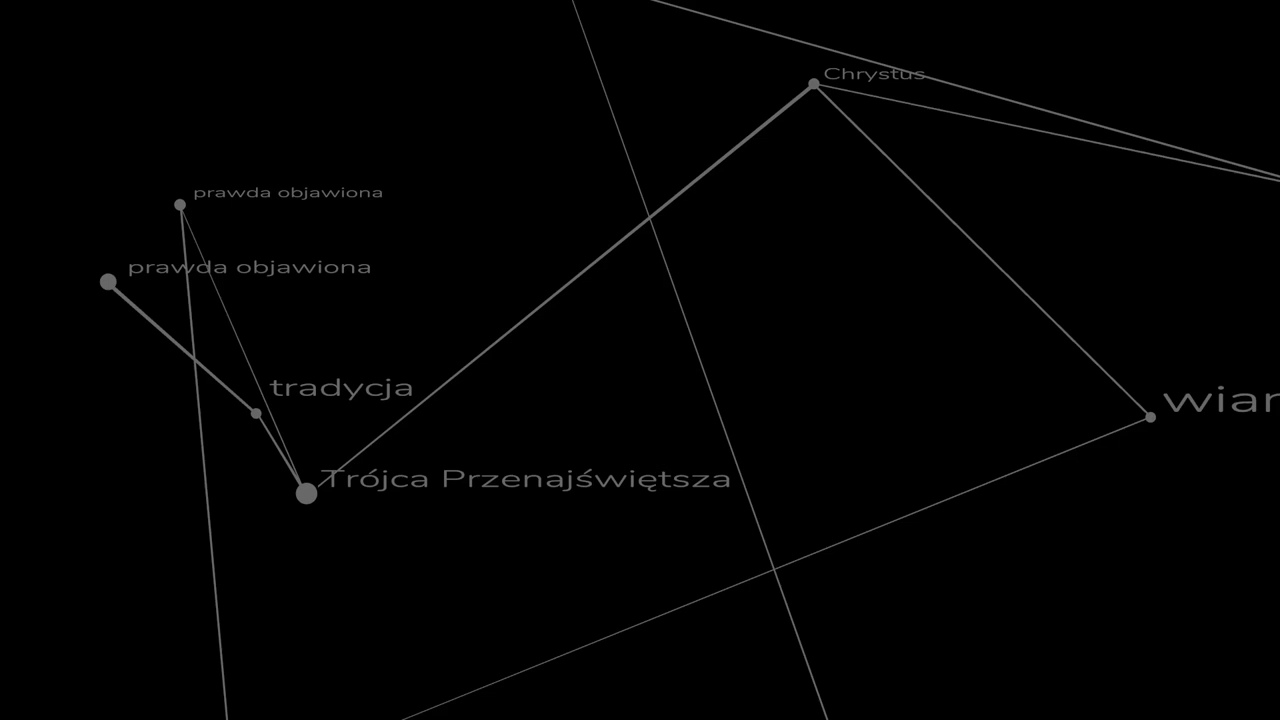 Chrystus
prawda objawiona
prawda objawiona
tradycja
Trójca Przenajświętsza